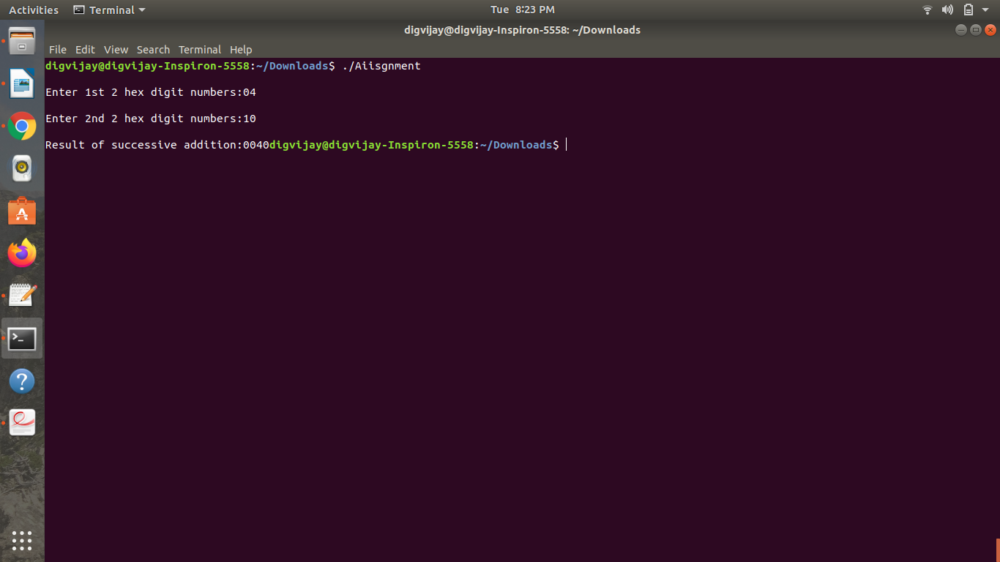 Activities Terminal Tue 8:23 PM
digvijay@digvijay-Inspiron-5558: ~/Downloads
File Edit View Search Terminal Help
digvijay@digvijay-Inspiron-5558:~/Downloads$ ./Aiisgnment
Enter 1st 2 hex digit numbers:04
Enter 2nd 2 hex digit numbers:10
Result of successive addition:0040digvijay@digvijay-Inspiron-5558:~/Downloads$